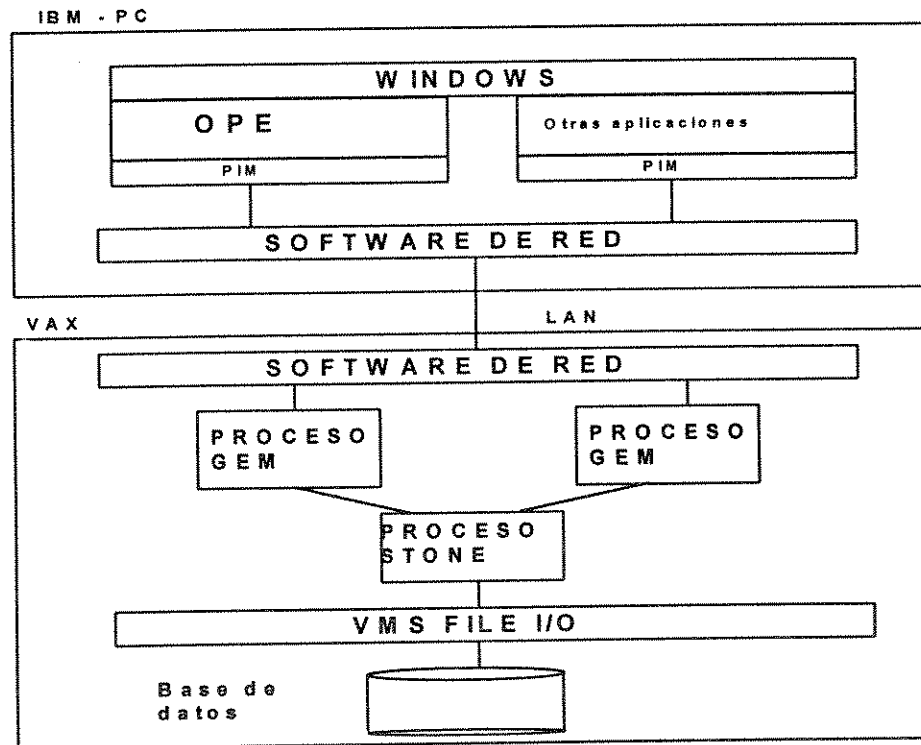 IBM - PC
WINDOWS
OPE
Otras aplicaciones
PIM
PIM
SOFTWARE DE RED
VAX
LAN
SOFTWARE DE RED
PROCESO
GEM
PROCESO
GEM
PROCESO
STONE
VMS FILE I/O
Base de
datos